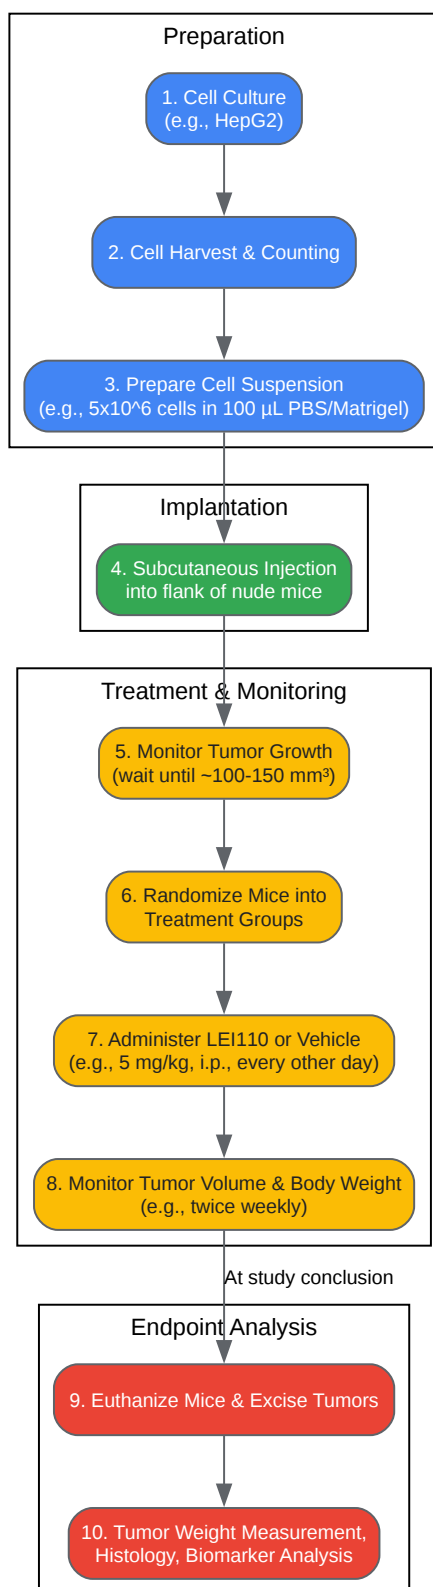 Preparation
1. Cell Culture
(e.g., HepG2)
2. Cell Harvest & Counting
3. Prepare Cell Suspension
(e.g., 5x10^6 cells in 100 µL PBS/Matrigel)
Implantation
4. Subcutaneous Injection
into flank of nude mice
Treatment & Monitoring
5. Monitor Tumor Growth
(wait until ~100-150 mm³)
6. Randomize Mice into
Treatment Groups
7. Administer LEI110 or Vehicle
(e.g., 5 mg/kg, i.p., every other day)
8. Monitor Tumor Volume & Body Weight
(e.g., twice weekly)
At study conclusion
Endpoint Analysis
9. Euthanize Mice & Excise Tumors
10. Tumor Weight Measurement,
Histology, Biomarker Analysis